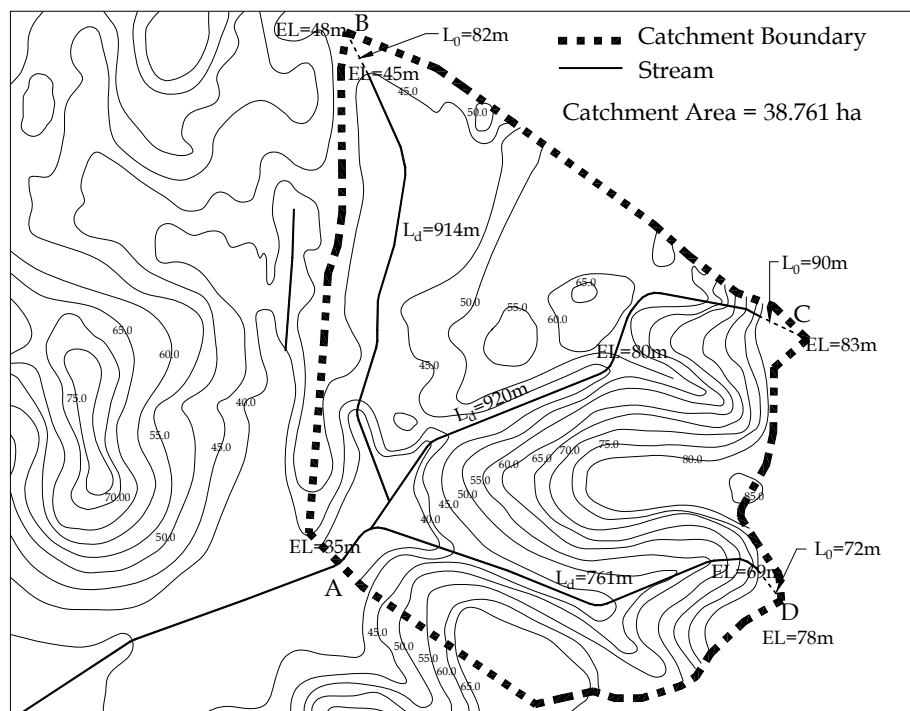 EL=48m
B
L₀=82m
Catchment Boundary
EL=45m
Stream
45.0
50.0
Catchment Area = 38.761 ha
L_d=914m
L₀=90m
65.0
50.0
55.0
60.0
C
65.0
60.0
EL=80m
EL=83m
45.0
75.0
40.0
L_d=920m
55.0
45.0
75.0
70.0
65.0
60.0
80.0
55.0
50.0
45.0
85.0
70.00
40.0
50.0
EL=35m
L₀=72m
A
L_d=761m
EL=69m
D
45.0
EL=78m
50.0
55.0
60.0
65.0